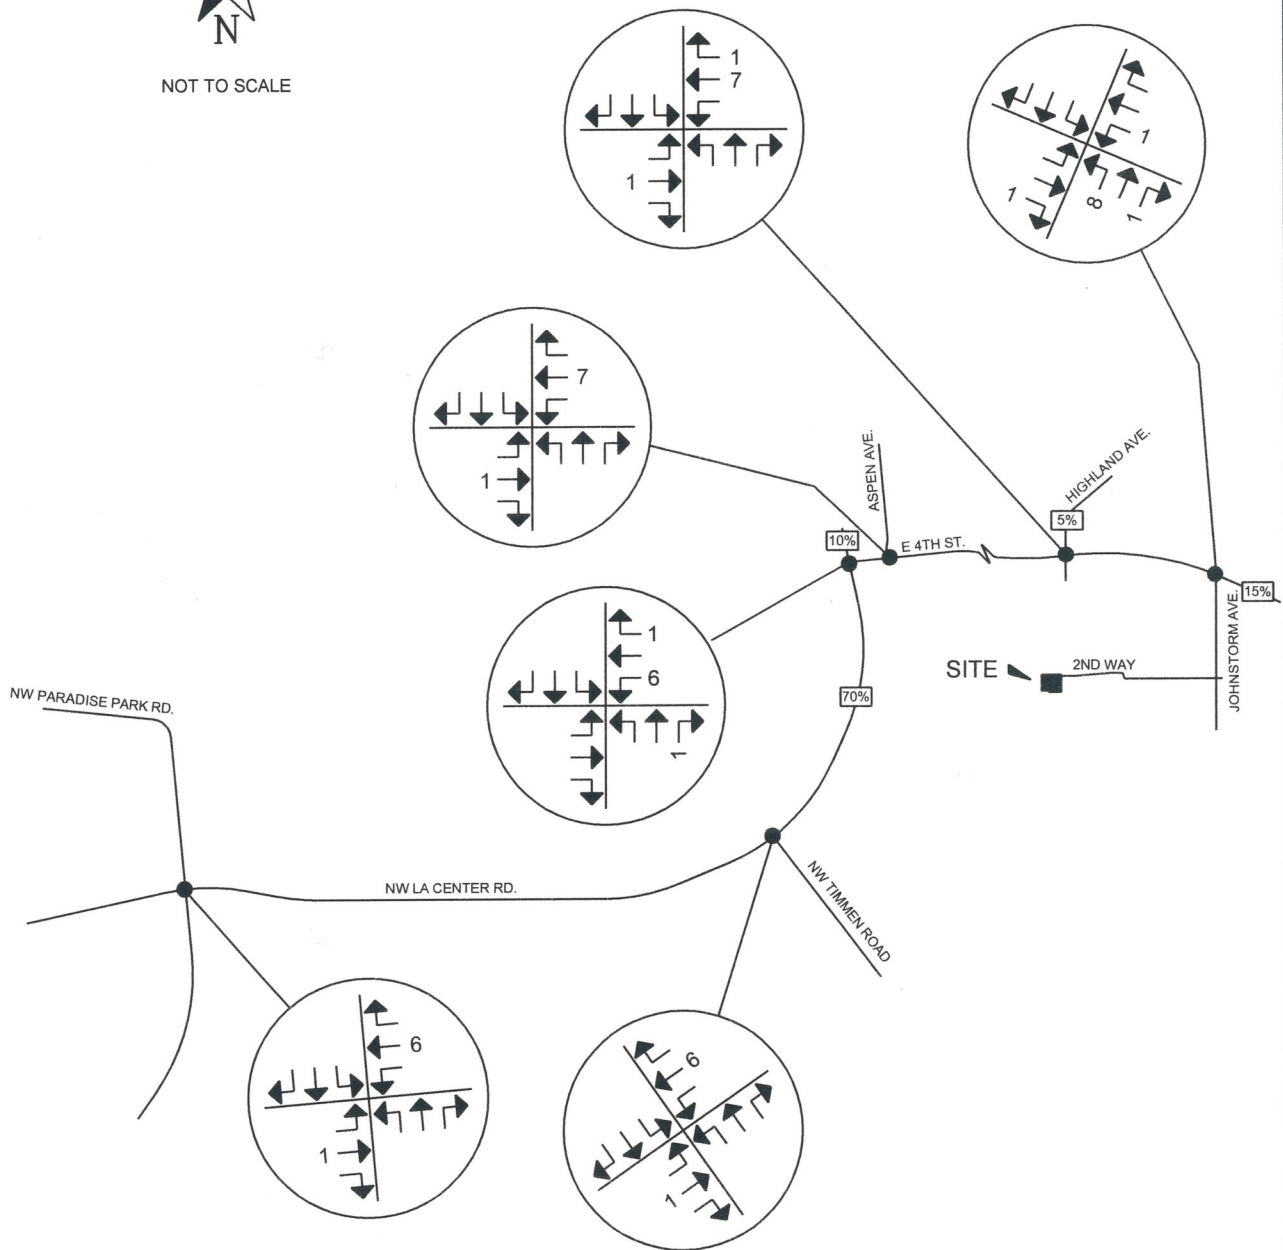 N
NOT TO SCALE
1
7
1
1
1
8
1
7
1
ASPEN AVE.
HIGHLAND AVE.
5%
10%
E 4TH ST.
15%
JOHNSTORM AVE.
1
6
1
SITE
2ND WAY
70%
NW PARADISE PARK RD.
NW LA CENTER RD.
NW TIMMEN ROAD
6
1
6
1